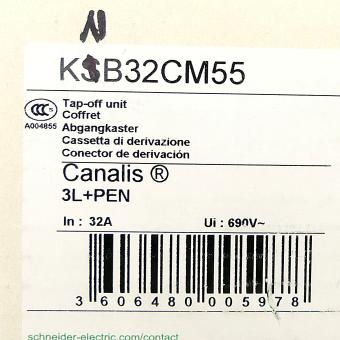 N
KSB32CM55
CCC
A004855
Tap-off unit
Coffret
Abgangkaster
Cassetta di derivazione
Conector de derivación
Canalis ®
3L+PEN
In : 32A Ui : 690V~
3 606480 005978
schneider-electric.com/contact